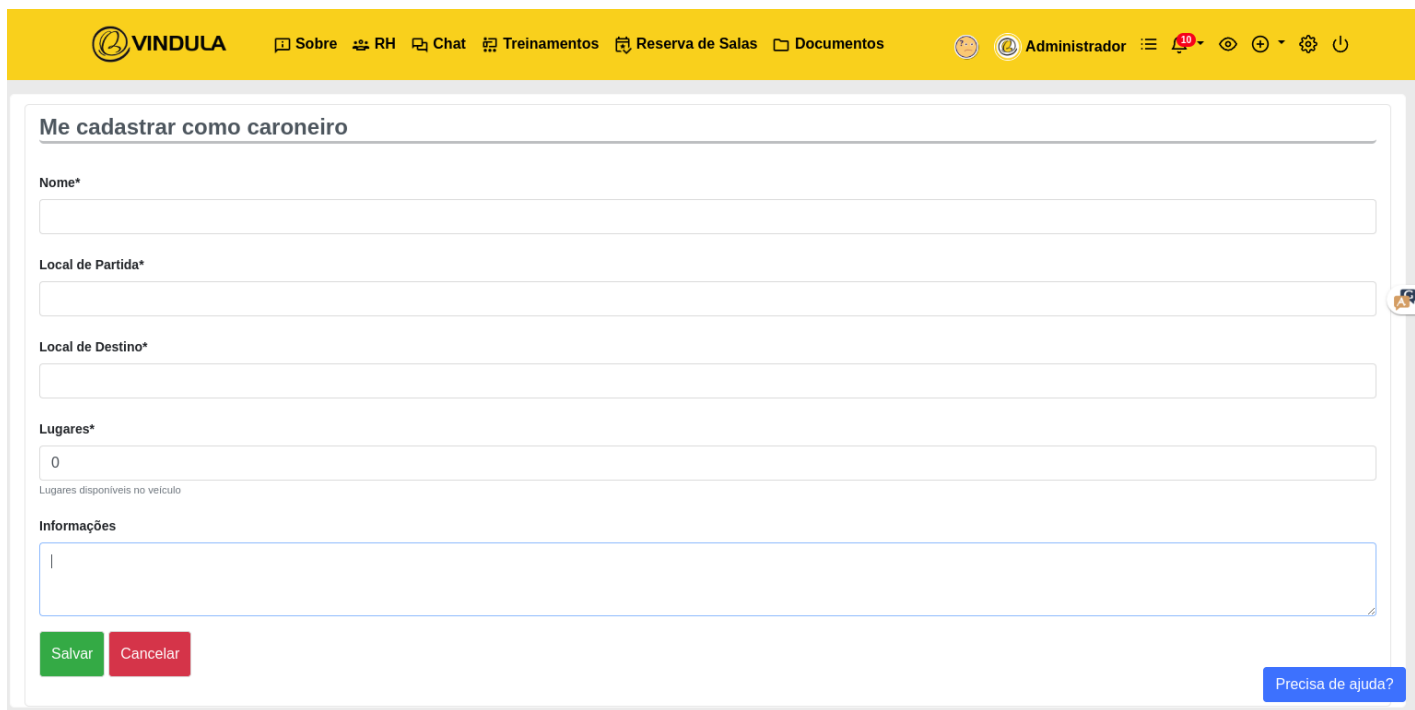 VINDULA Sobre RH Chat Treinamentos Reserva de Salas Documentos Administrador 10
Me cadastrar como caroneiro
Nome*
Local de Partida*
Local de Destino*
Lugares*
0
Lugares disponíveis no veículo
Informações
Salvar Cancelar
Precisa de ajuda?